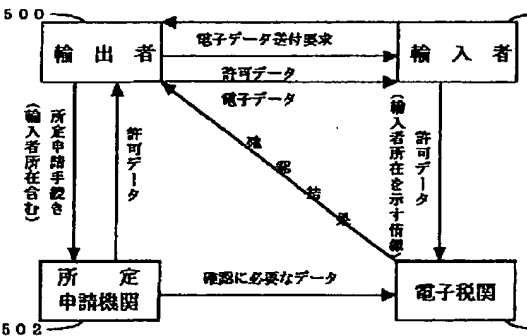 500
輸出者
輸入者
電子データ送付要求
許可データ
電子データ
所定申請手続き
(輸入者所在含む)
許可データ
確認結果
(輸入者所在を示す情報)
許可データ
所定
申請機関
確認に必要なデータ
電子税関
502